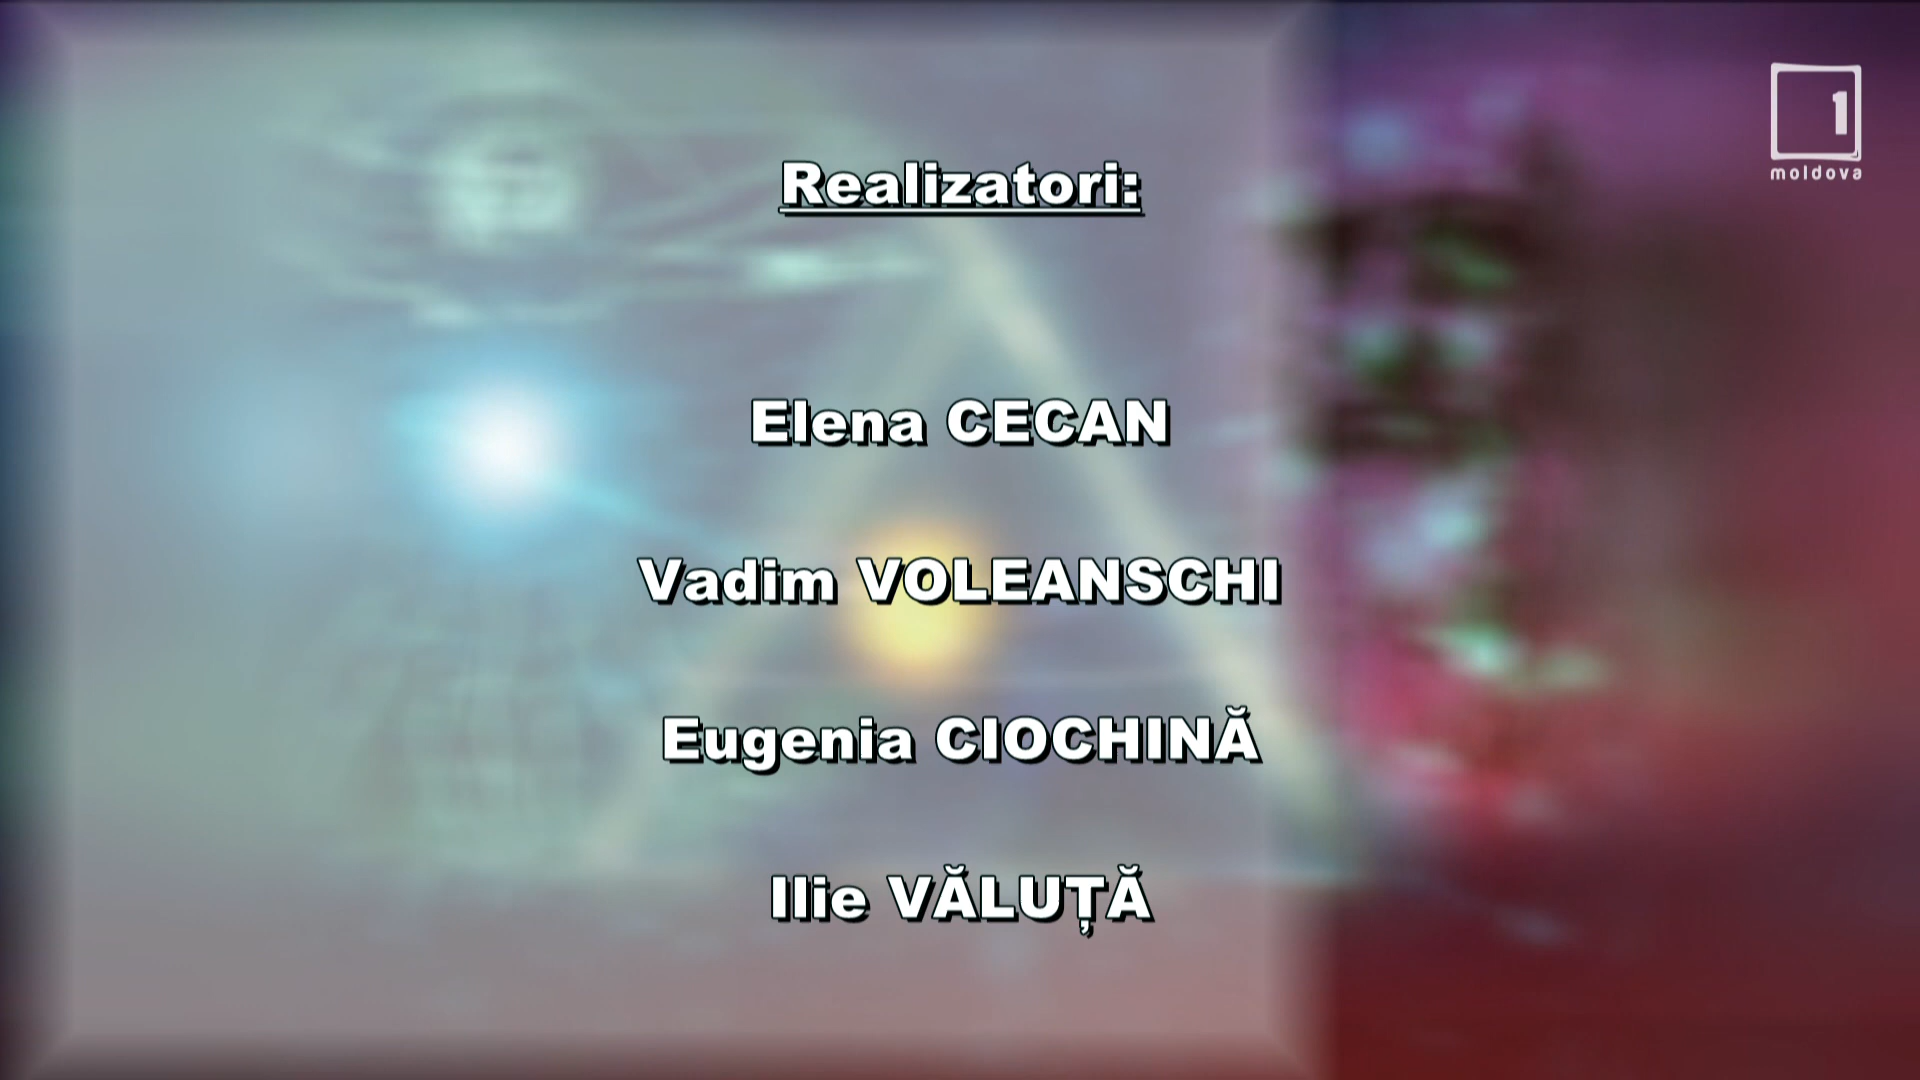 Realizatori:
1
moldova
Elena CECAN
Vadim VOLEANSCHI
Eugenia CIOCHINĂ
Ilie VĂLUȚĂ